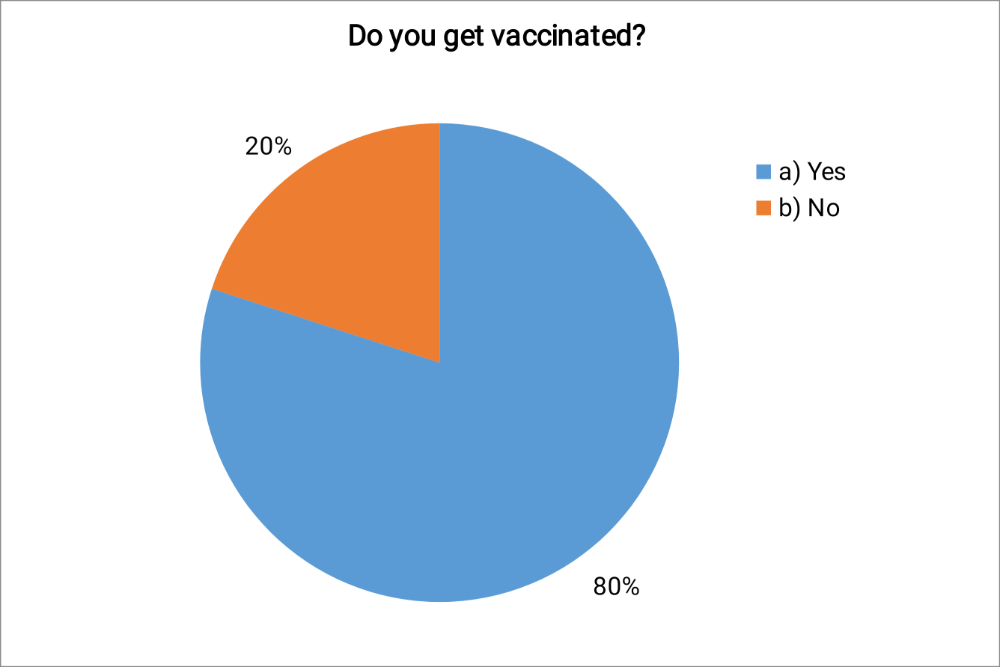 Do you get vaccinated?
20%
a) Yes
b) No
80%